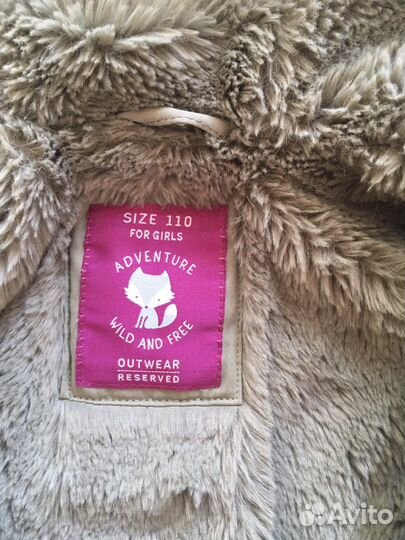 SIZE 110
FOR GIRLS
ADVENTURE
WILD AND FREE
OUTWEAR
RESERVED
Avito